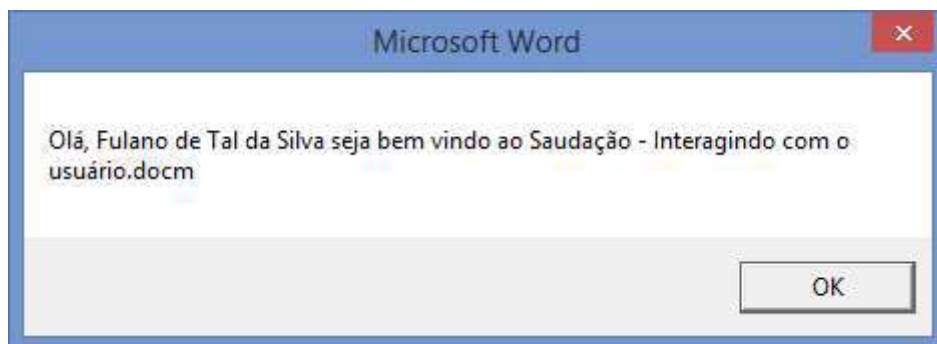 Microsoft Word
Olá, Fulano de Tal da Silva seja bem vindo ao Saudação - Interagindo com o
usuário.docm
OK